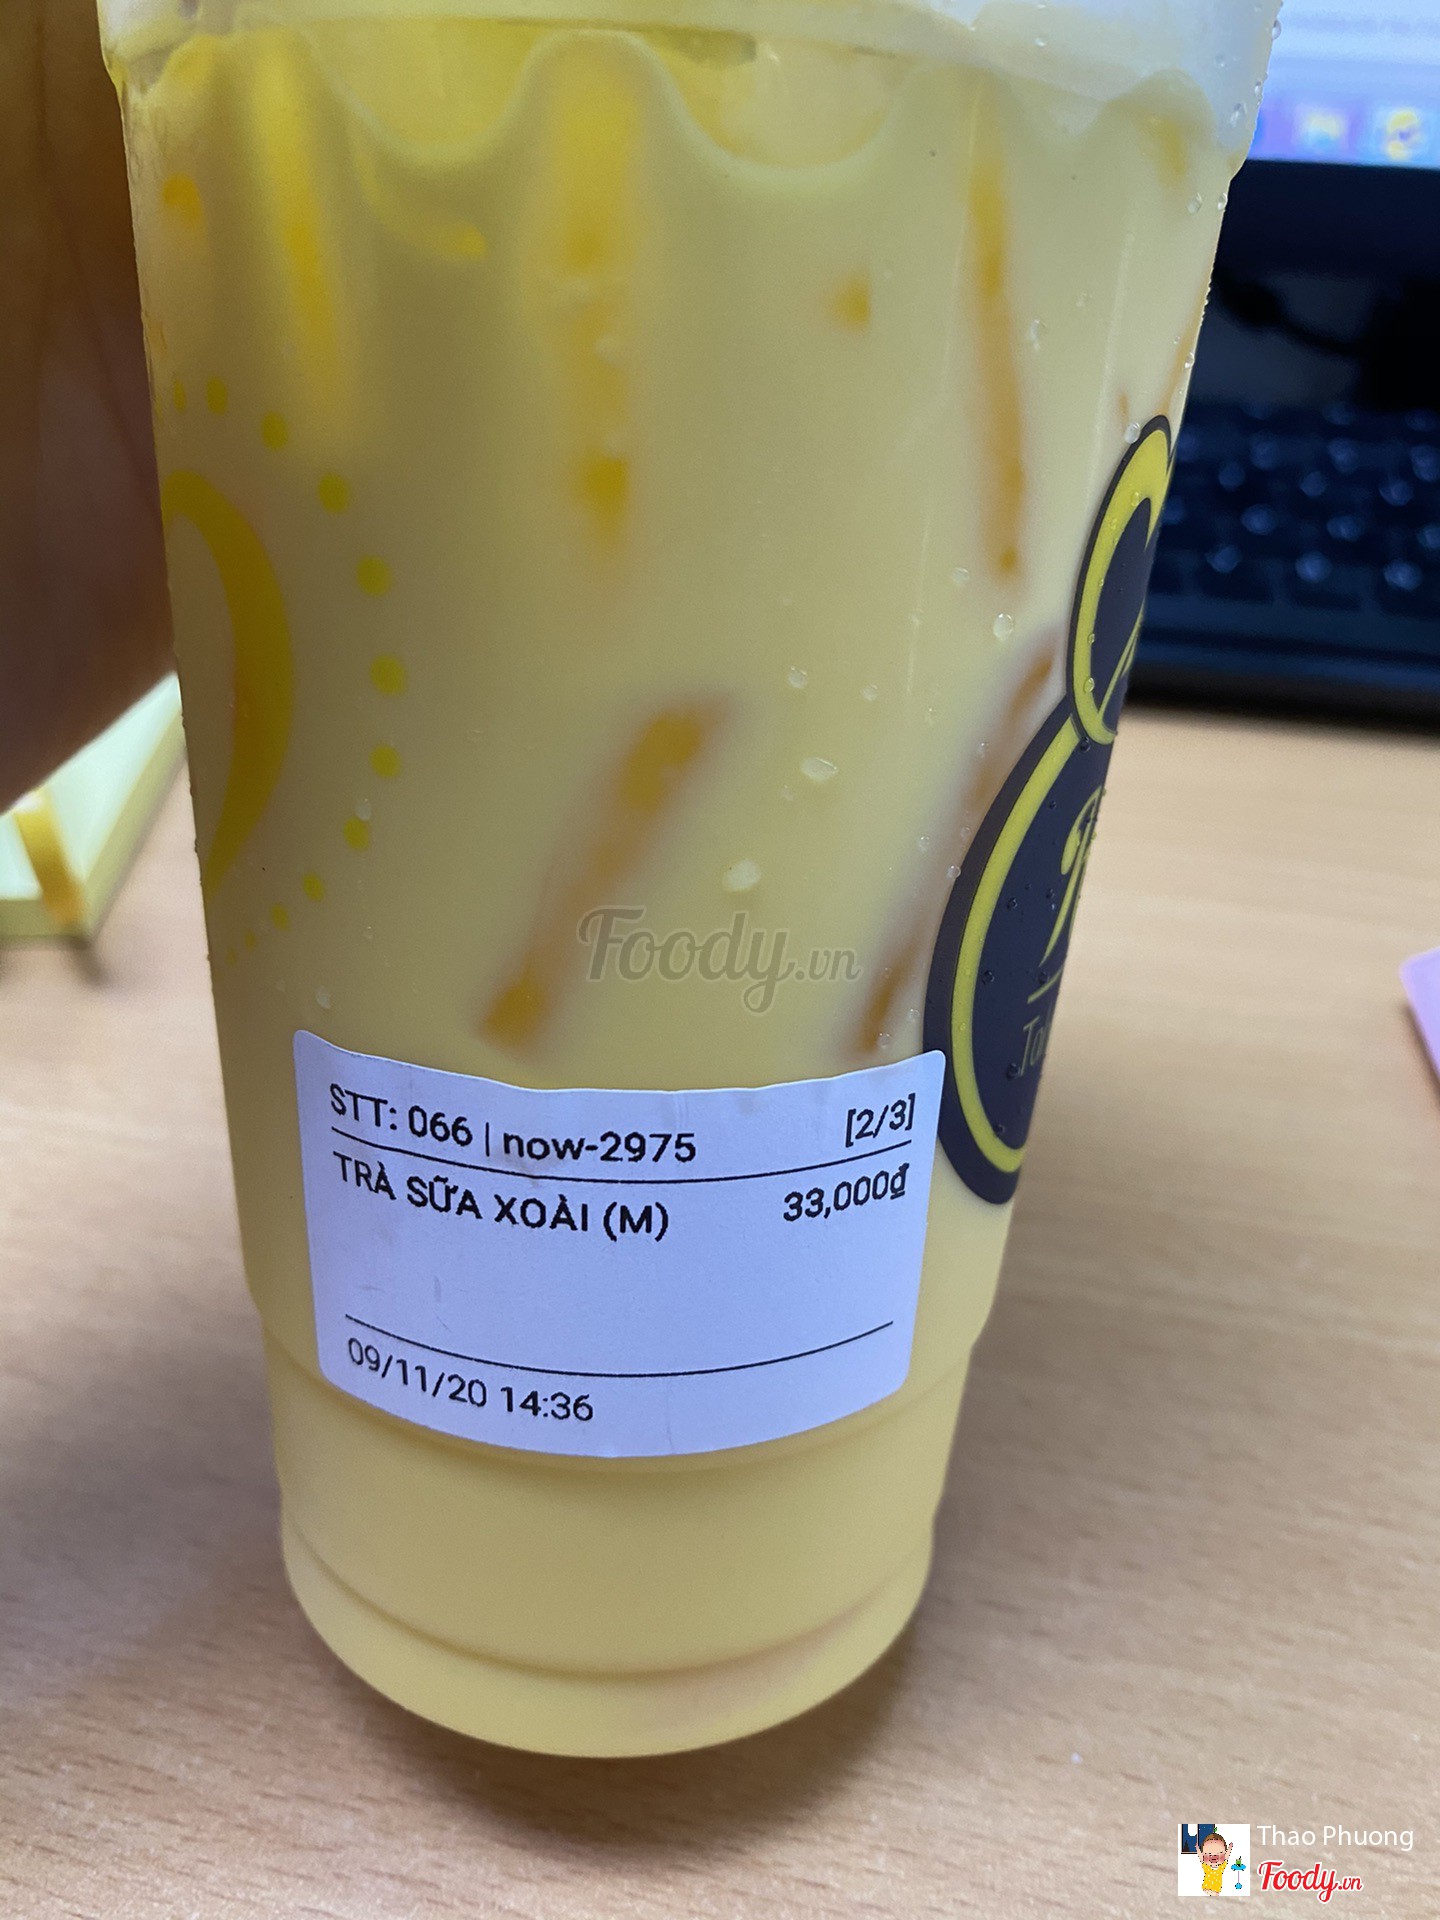 Foody.vn
STT: 066 | now-2975 [2/3]
TRÀ SỮA XOÀI (M) 33,000₫
09/11/20 14:36
Thao Phuong
Foody.vn